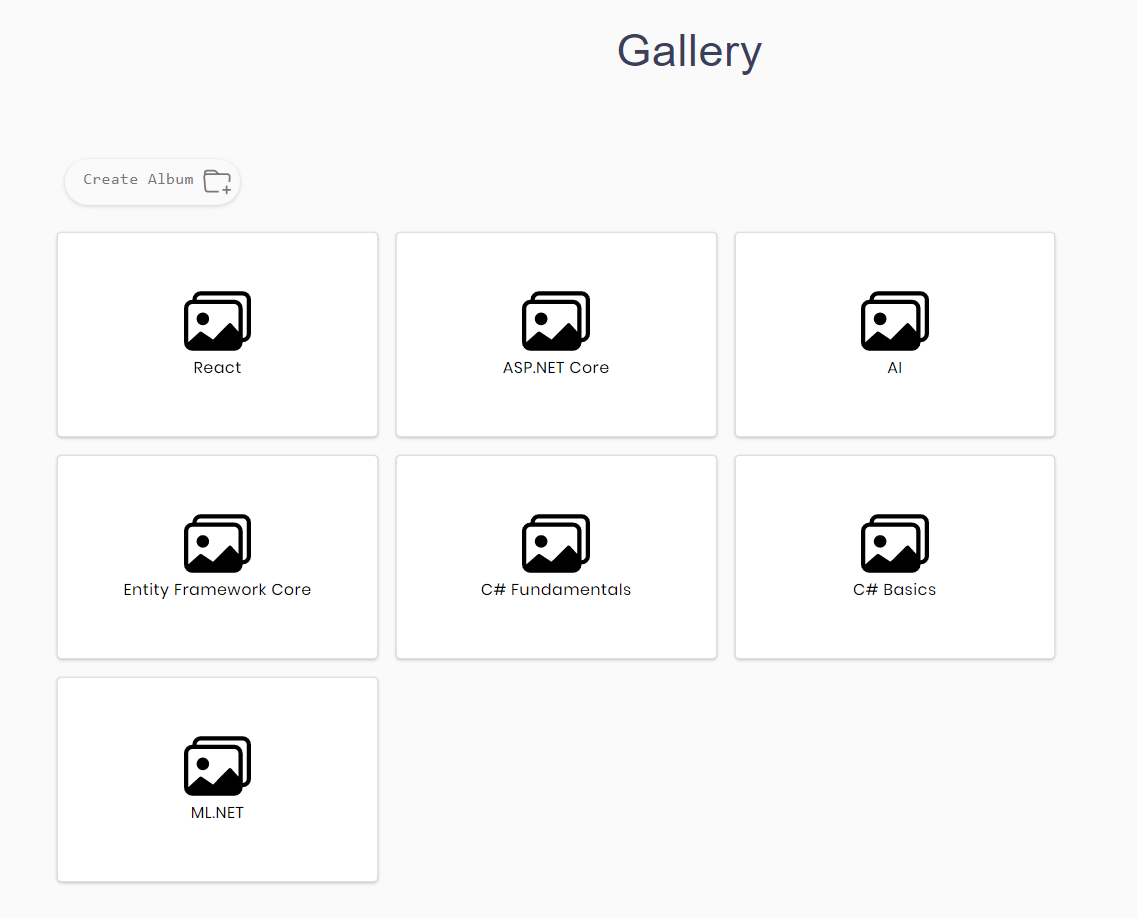 Gallery
Create Album
React
ASP.NET Core
AI
Entity Framework Core
C# Fundamentals
C# Basics
ML.NET